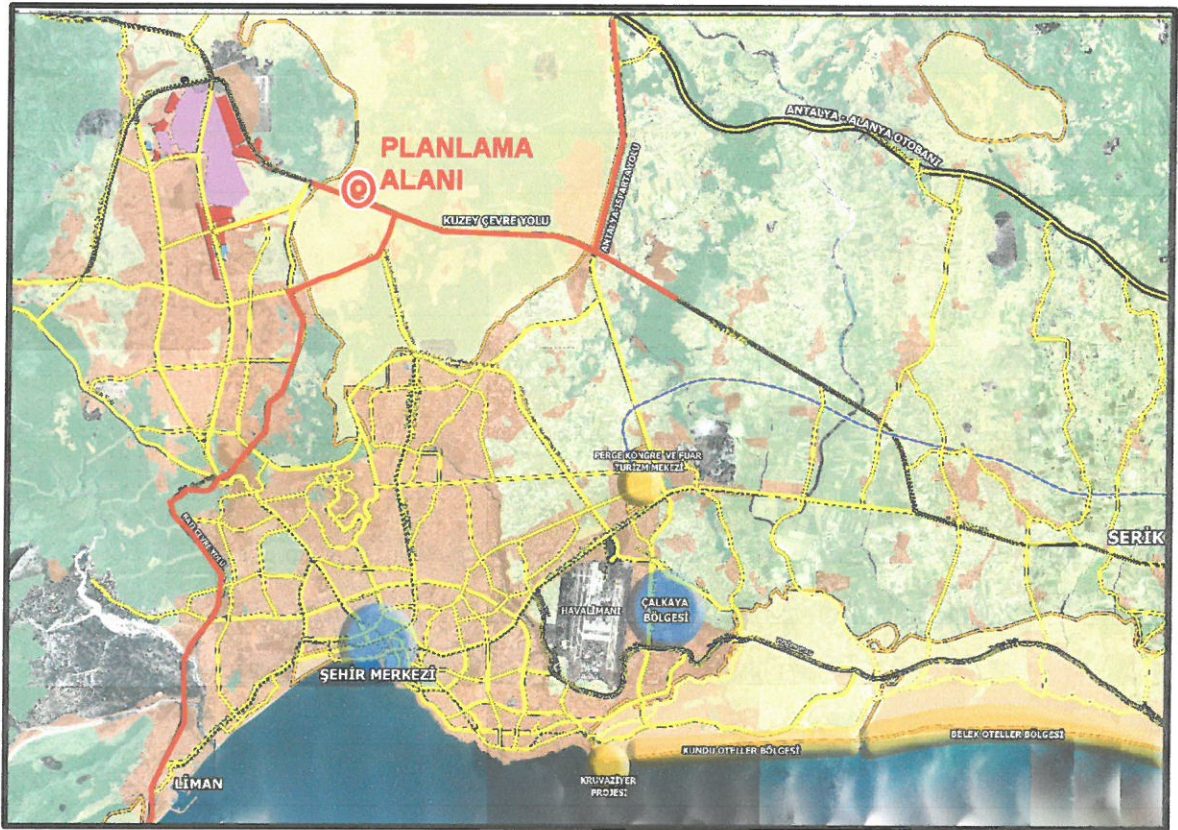 ANTALYA - ALANYA OTOBANI
PLANLAMA
ALANI
ANTALYA ISPARTA YOLU
KUZEY ÇEVRE YOLU
PERGE KONGRE VE FUAR
TURİZM MEKEZİ
SERİK
HAVALİMANI
ÇALKAYA
BÖLGESİ
ŞEHİR MERKEZİ
BELEK OTELLER BÖLGESİ
KUNDU OTELLER BÖLGESİ
KRUVAZİYER
PROJESİ
LİMAN